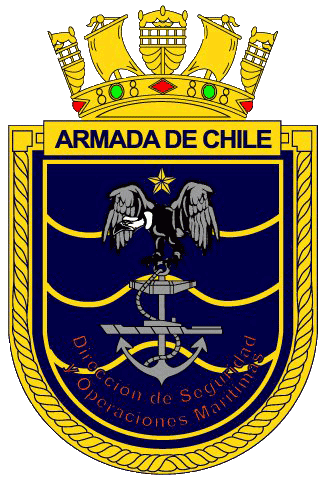 ARMADA DE CHILE
Dirección de Seguridad
y Operaciones Marítimas